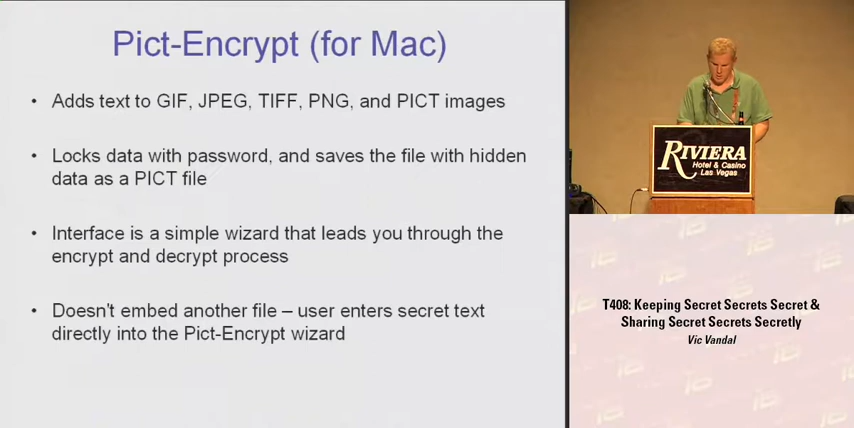 Pict-Encrypt (for Mac)
• Adds text to GIF, JPEG, TIFF, PNG, and PICT images
• Locks data with password, and saves the file with hidden
data as a PICT file
• Interface is a simple wizard that leads you through the
encrypt and decrypt process
• Doesn't embed another file – user enters secret text
directly into the Pict-Encrypt wizard
RIVIERA
Hotel & Casino
Las Vegas
T408: Keeping Secret Secrets Secret &
Sharing Secret Secrets Secretly
Vic Vandal